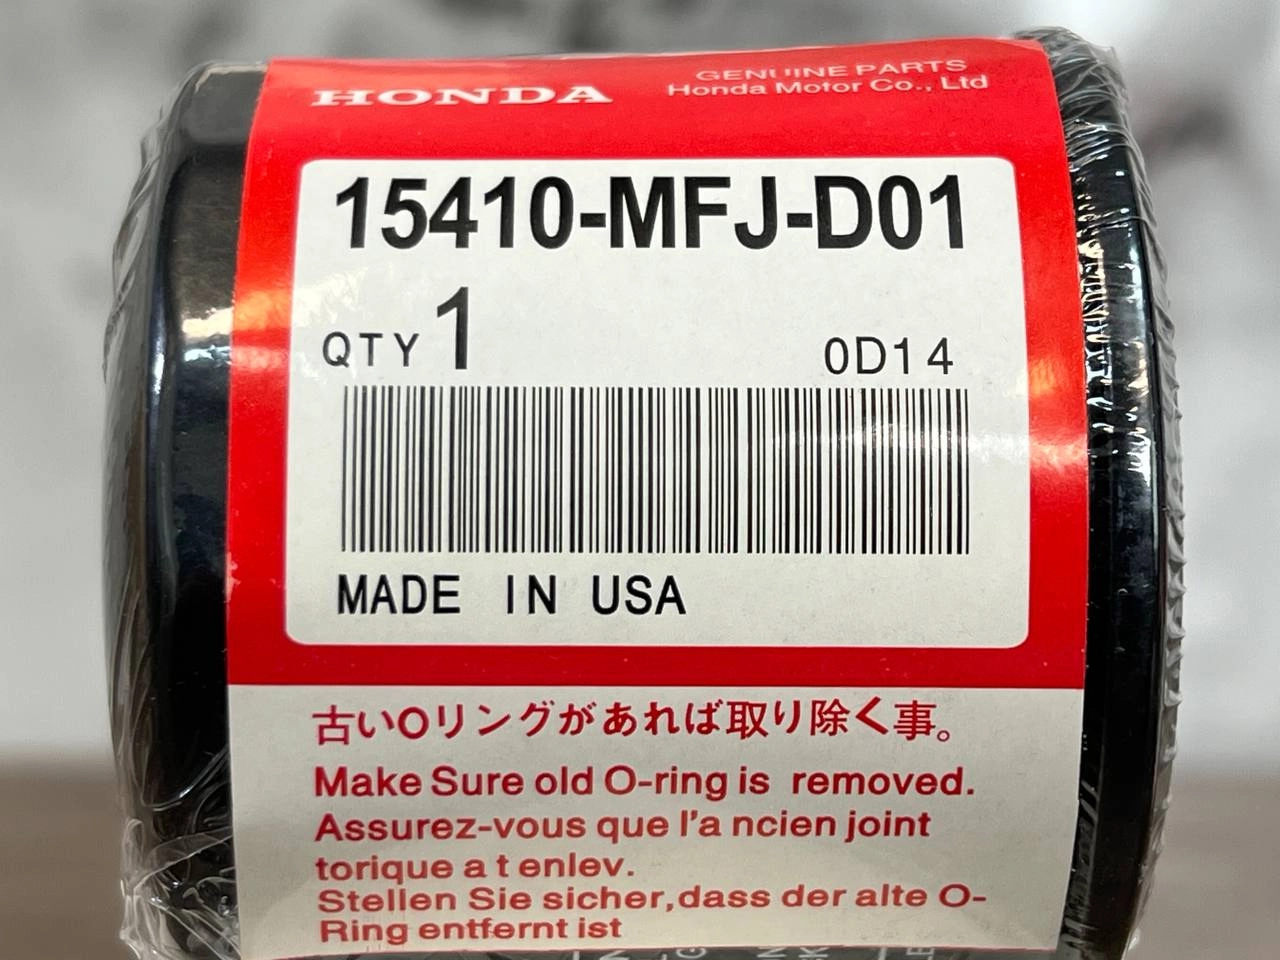 HONDA
GENUINE PARTS
Honda Motor Co., Ltd
15410-MFJ-D01
QTY 1
0D14
MADE IN USA
古いOリングがあれば取り除く事。
Make Sure old O-ring is removed.
Assurez-vous que l'a ncien joint
torique a t enlev.
Stellen Sie sicher,dass der alte O-
Ring entfernt ist